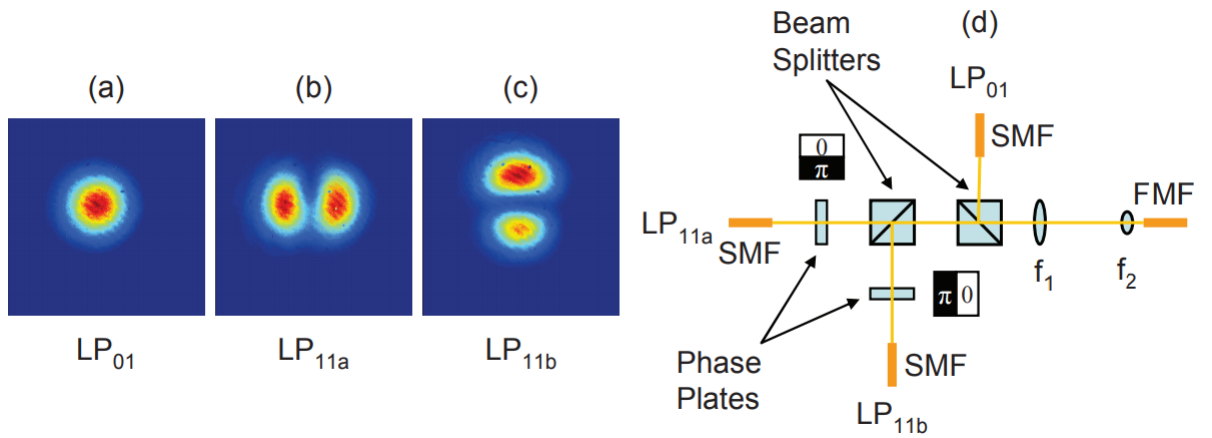 (a)
(b)
(c)
LP01
LP11a
LP11b
(d)
Beam
Splitters
LP01
SMF
0
π
FMF
LP11a
SMF
f1
f2
π 0
Phase
Plates
SMF
LP11b